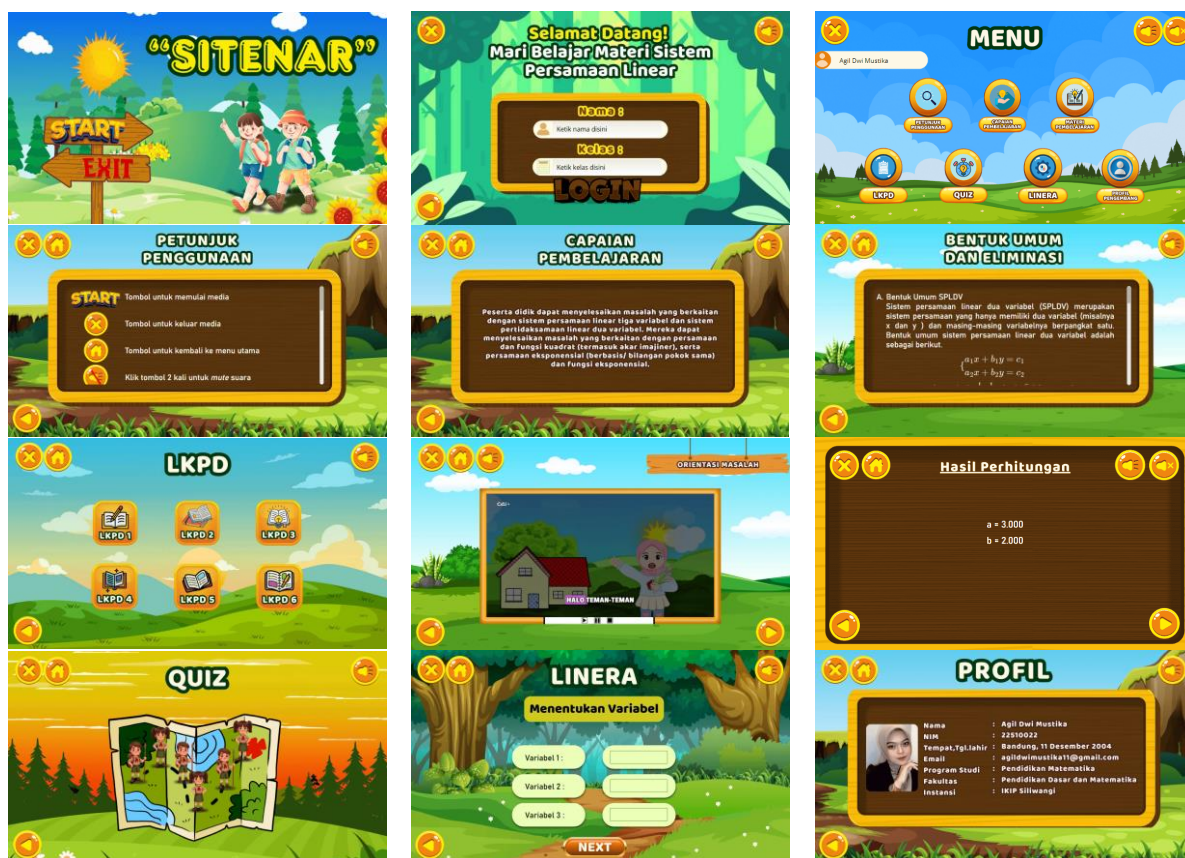 “SITENAR”
START
EXIT
Selamat Datang!
Mari Belajar Materi Sistem
Persamaan Linear
Nama :
Ketik nama disini
Kelas :
Ketik kelas disini
LOGIN
MENU
Agil Dwi Mustika
PETUNJUK
PENGGUNAAN
CAPAIAN
PEMBELAJARAN
MATERI
PEMBELAJARAN
LKPD
QUIZ
LINERA
PROFIL
PENGEMBANG
PETUNJUK
PENGGUNAAN
START Tombol untuk memulai media
Tombol untuk keluar media
Tombol untuk kembali ke menu utama
Klik tombol 2 kali untuk mute suara
CAPAIAN
PEMBELAJARAN
Peserta didik dapat menyelesaikan masalah yang berkaitan
dengan sistem persamaan linear tiga variabel dan sistem
pertidaksamaan linear dua variabel. Mereka dapat
menyelesaikan masalah yang berkaitan dengan persamaan
dan fungsi kuadrat (termasuk akar imajiner), serta
persamaan eksponensial (berbasis/ bilangan pokok sama)
dan fungsi eksponensial.
BENTUK UMUM
DAN ELIMINASI
A. Bentuk Umum SPLDV
Sistem persamaan linear dua variabel (SPLDV) merupakan
sistem persamaan yang hanya memiliki dua variabel (misalnya
x dan y ) dan masing-masing variabelnya berpangkat satu.
Bentuk umum sistem persamaan linear dua variabel adalah
sebagai berikut.
{a₁x + b₁y = c₁
a₂x + b₂y = c₂
LKPD
LKPD 1
LKPD 2
LKPD 3
LKPD 4
LKPD 5
LKPD 6
ORIENTASI MASALAH
HALO TEMAN-TEMAN
Hasil Perhitungan
a = 3.000
b = 2.000
QUIZ
LINERA
Menentukan Variabel
Variabel 1 :
Variabel 2 :
Variabel 3 :
NEXT
PROFIL
Nama : Agil Dwi Mustika
NIM : 22510022
Tempat,Tgl.lahir : Bandung, 11 Desember 2004
Email : agildwimustika11@gmail.com
Program Studi : Pendidikan Matematika
Fakultas : Pendidikan Dasar dan Matematika
Instansi : IKIP Siliwangi